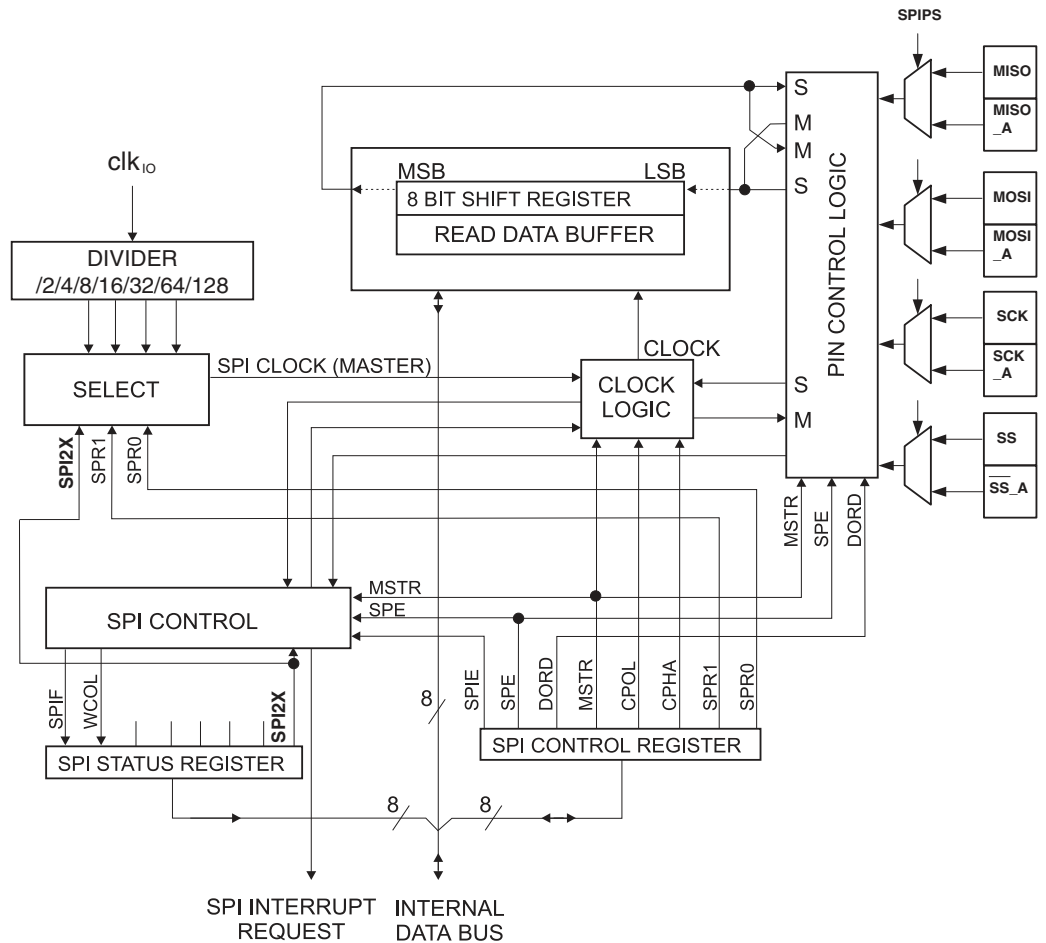 SPIPS
MISO
MISO
_A
MOSI
MOSI
_A
SCK
SCK
_A
SS
SS_A
S
M
M
S
S
M
PIN CONTROL LOGIC
MSTR
SPE
DORD
clkIO
DIVIDER
/2/4/8/16/32/64/128
SELECT
SPI2X
SPR1
SPR0
MSB
LSB
8 BIT SHIFT REGISTER
READ DATA BUFFER
SPI CLOCK (MASTER)
CLOCK
CLOCK
LOGIC
MSTR
SPE
SPI CONTROL
SPIF
WCOL
SPI2X
SPI STATUS REGISTER
8
SPIE
SPE
DORD
MSTR
CPOL
CPHA
SPR1
SPR0
SPI CONTROL REGISTER
8
8
SPI INTERRUPT
REQUEST
INTERNAL
DATA BUS